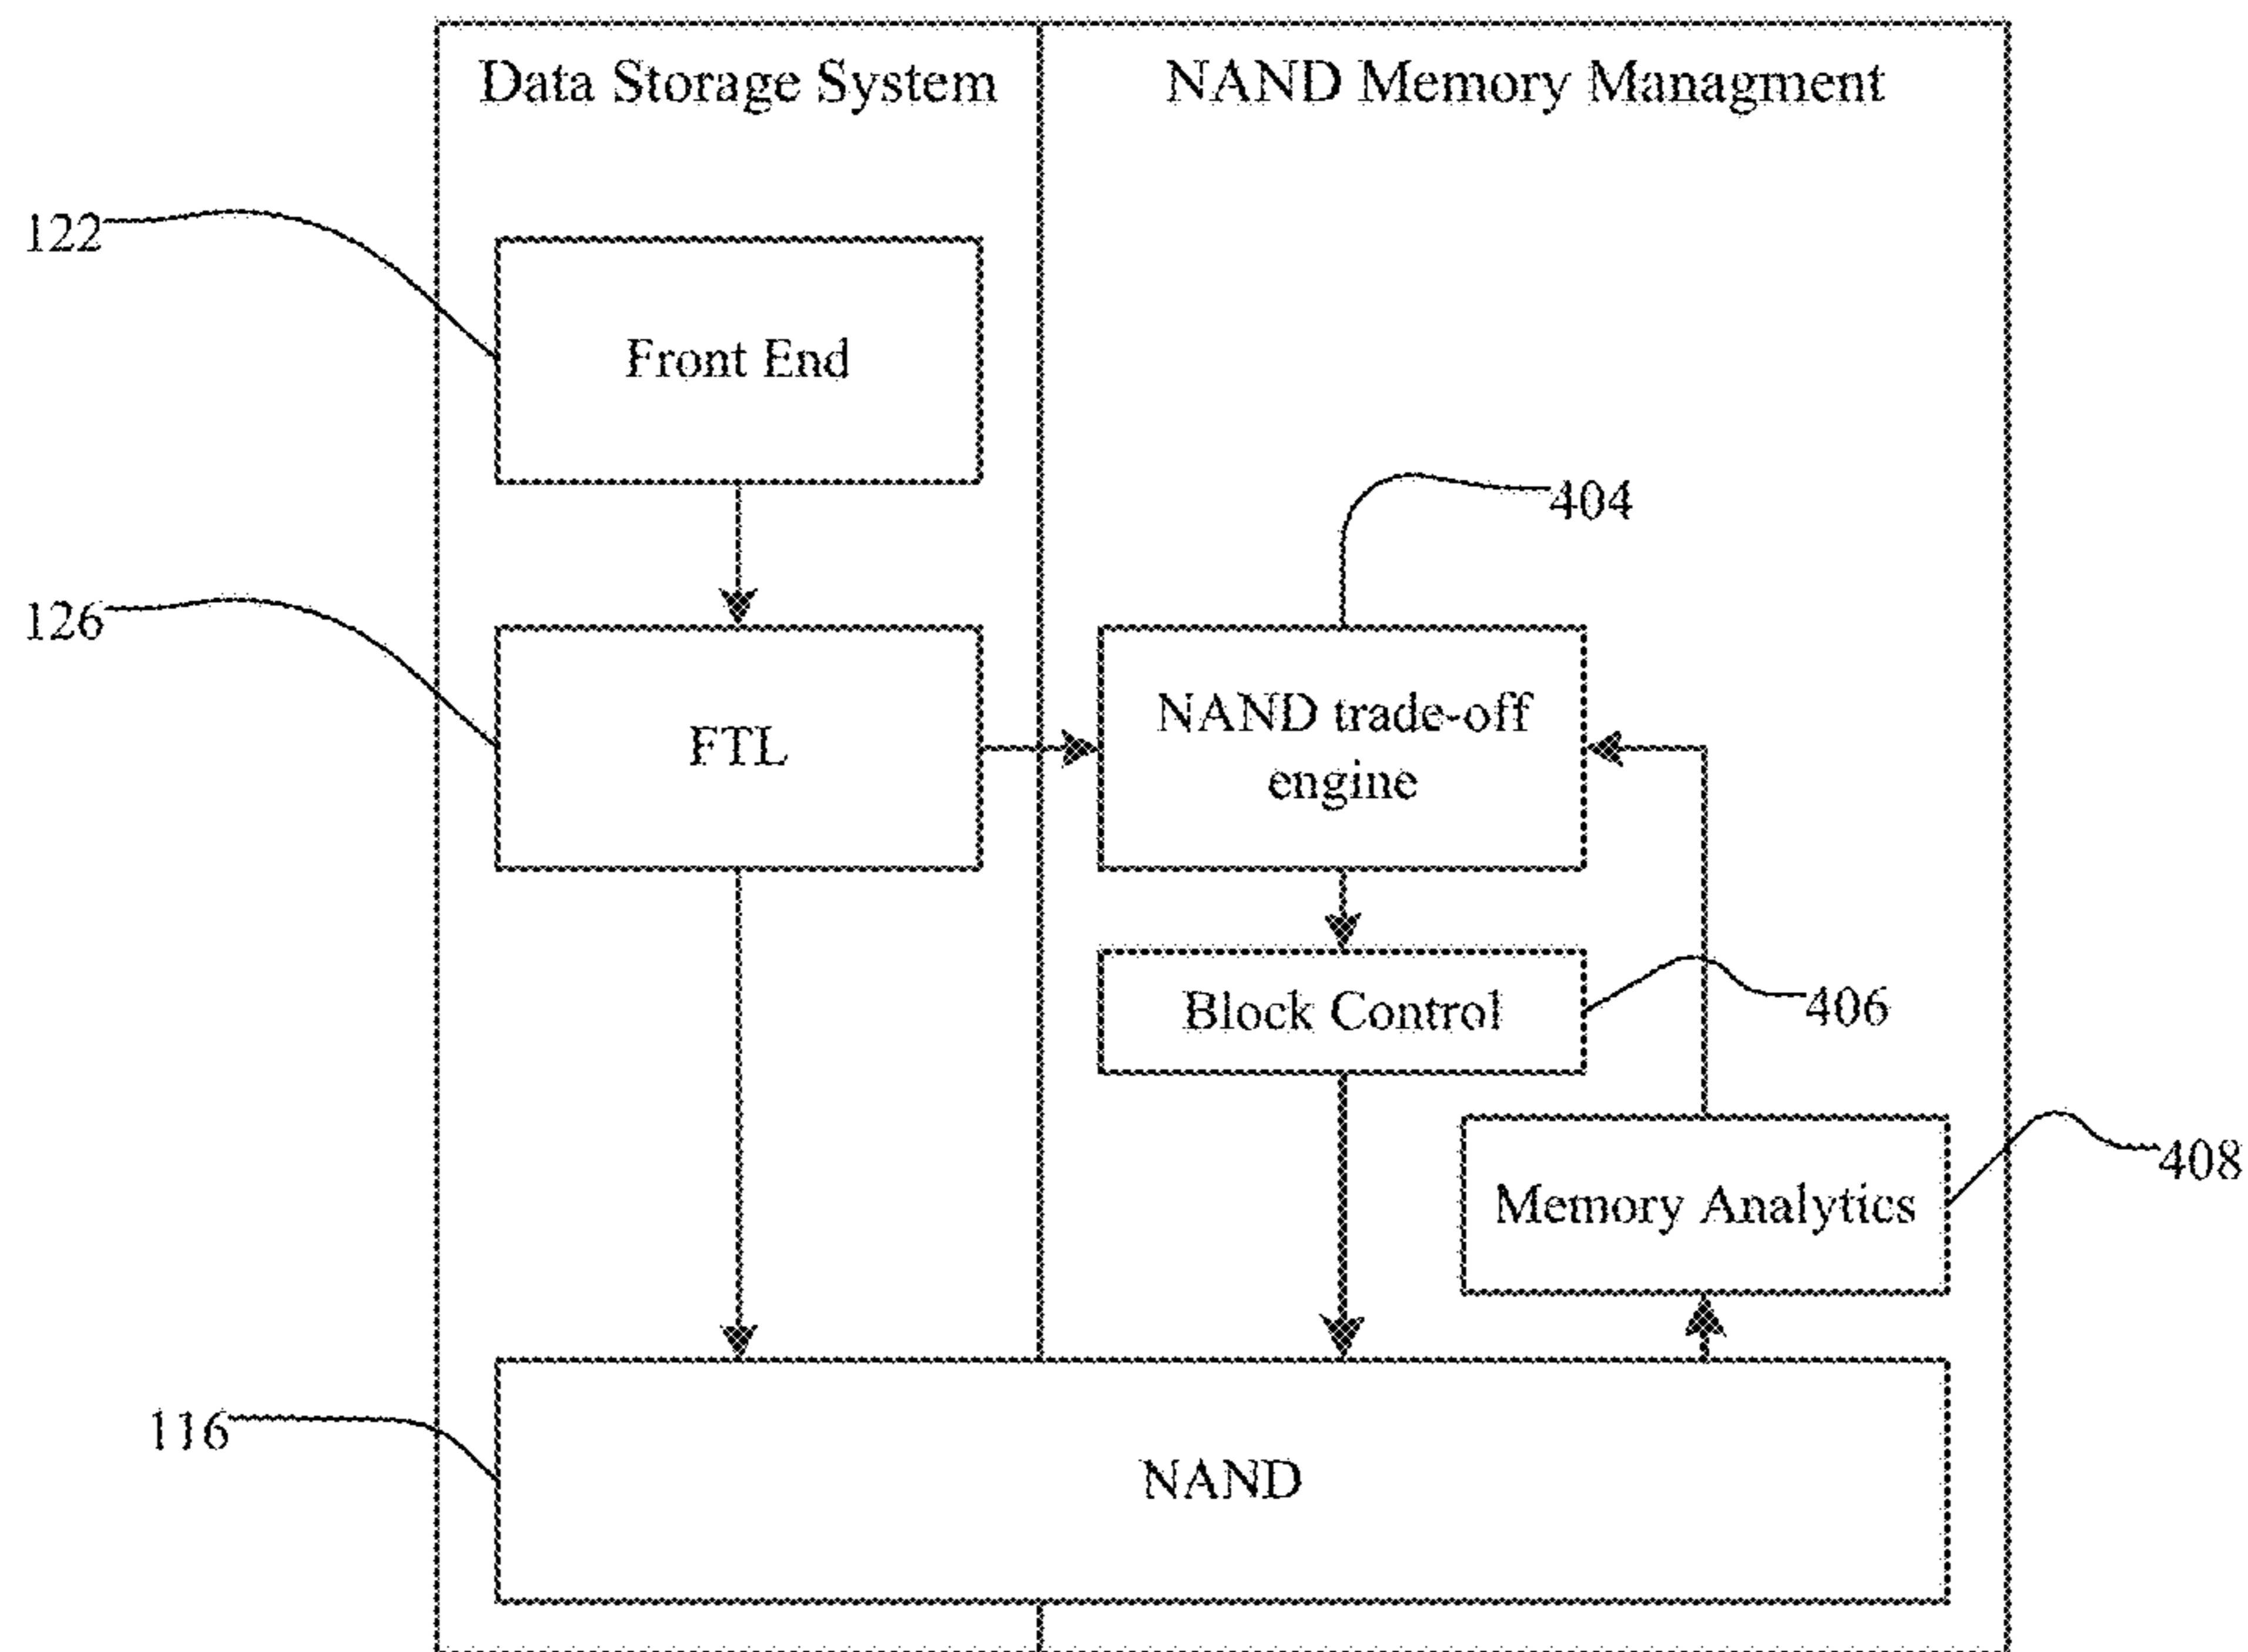 Data Storage System
NAND Memory Managment
122
Front End
404
126
FTL
NAND trade-off
engine
Block Control
406
Memory Analytics
408
116
NAND